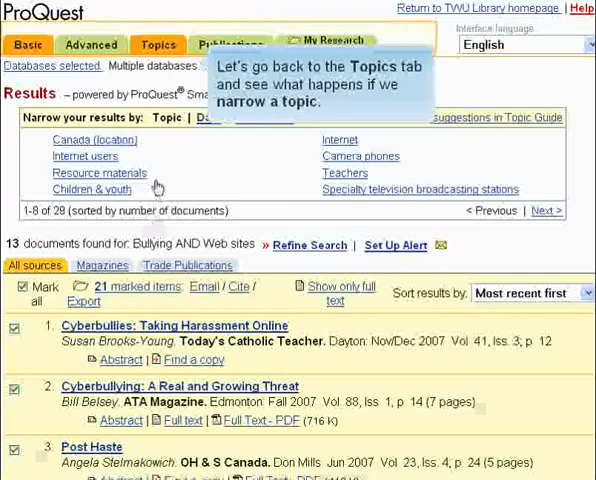 ProQuest
Return to TWU Library homepage | Help
Interface language
Basic Advanced Topics Publications My Research
English
Databases selected Multiple databases...
Let's go back to the Topics tab
and see what happens if we
narrow a topic.
Results – powered by ProQuest®
Narrow your results by: Topic | suggestions in Topic Guide
Canada (location) Internet
Internet users Camera phones
Resource materials Teachers
Children & youth Specialty television broadcasting stations
1-8 of 29 (sorted by number of documents) < Previous | Next >
13 documents found for: Bullying AND Web sites » Refine Search | Set Up Alert
All sources Magazines Trade Publications
Mark all
21 marked items: Email / Cite / Export
Show only full text
Sort results by: Most recent first
1. Cyberbullies: Taking Harassment Online
Susan Brooks-Young. Today's Catholic Teacher. Dayton: Nov/Dec 2007 Vol 41, Iss. 3; p. 12
Abstract | Find a copy
2. Cyberbullying: A Real and Growing Threat
Bill Belsey. ATA Magazine. Edmonton: Fall 2007 Vol. 88, Iss 1, p 14 (7 pages)
Abstract | Full text | Full Text - PDF (716 K)
3. Post Haste
Angela Stelmakowich. OH & S Canada. Don Mills Jun 2007 Vol 23, Iss 4; p. 24 (5 pages)